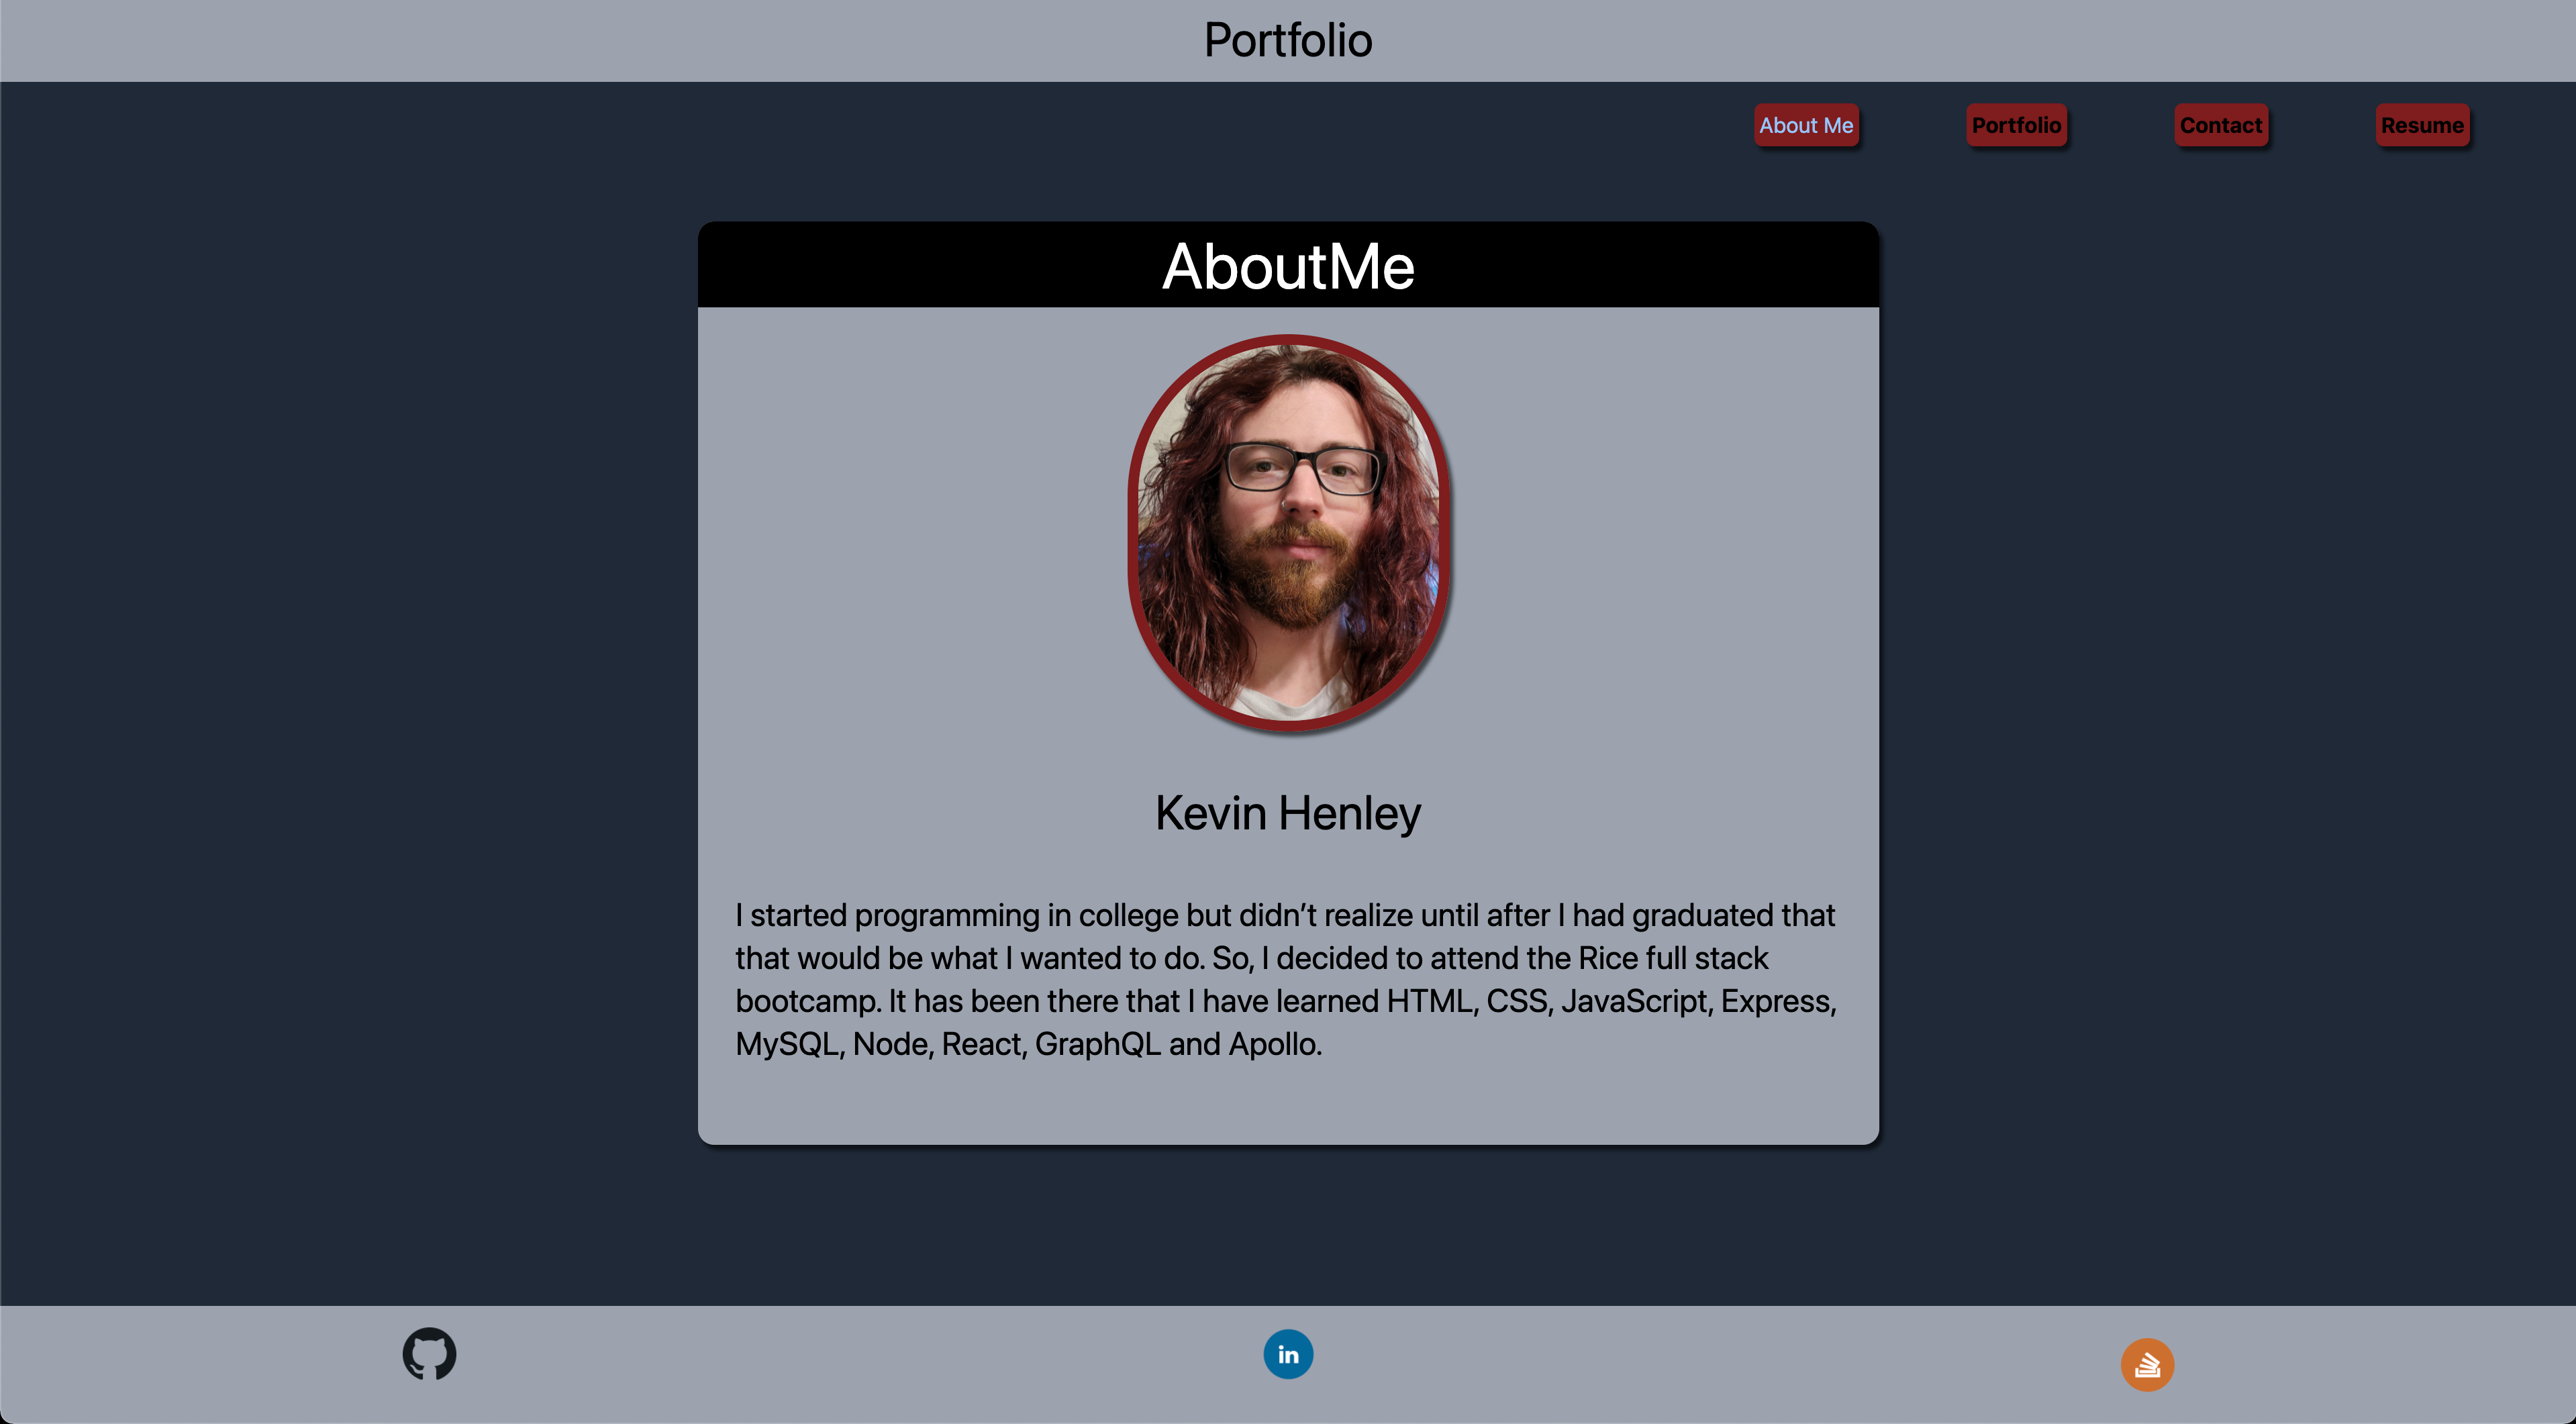 Portfolio
About Me
Portfolio
Contact
Resume
AboutMe
Kevin Henley
I started programming in college but didn’t realize until after I had graduated that
that would be what I wanted to do. So, I decided to attend the Rice full stack
bootcamp. It has been there that I have learned HTML, CSS, JavaScript, Express,
MySQL, Node, React, GraphQL and Apollo.
in